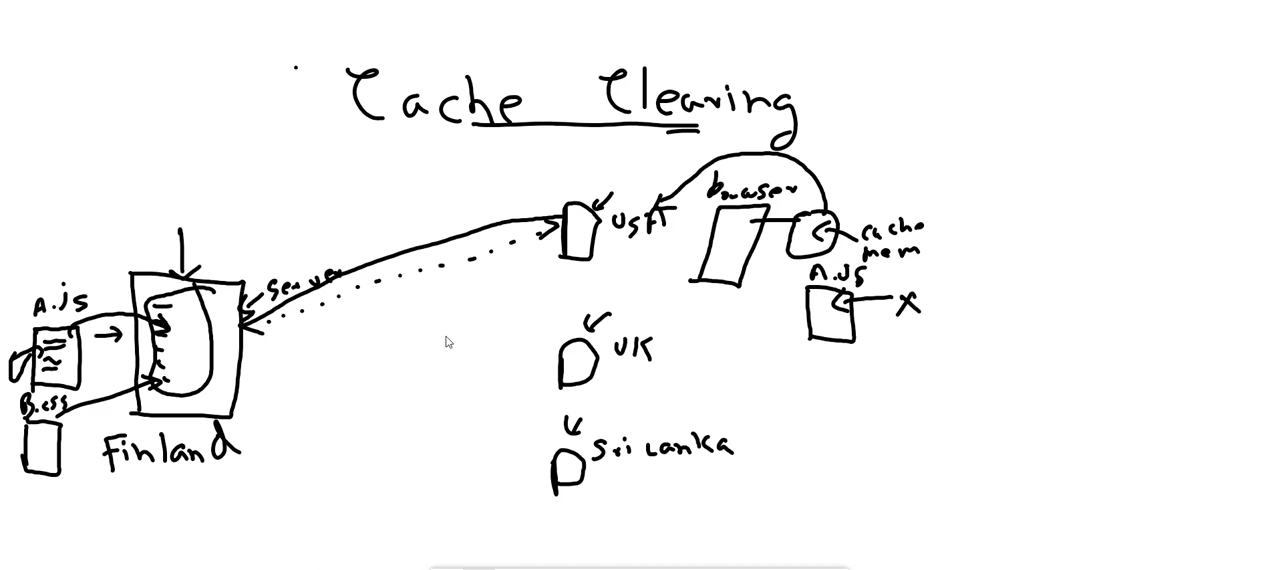 Cache Clearing
browser
USA
cache
mem
A.js
Server
A.js
x
UK
B.css
Finland
Sri Lanka